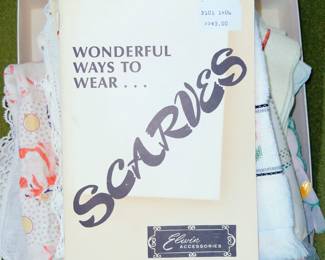 WONDERFUL
WAYS TO
WEAR . . .
SCARVES
Elwin
ACCESSORIES